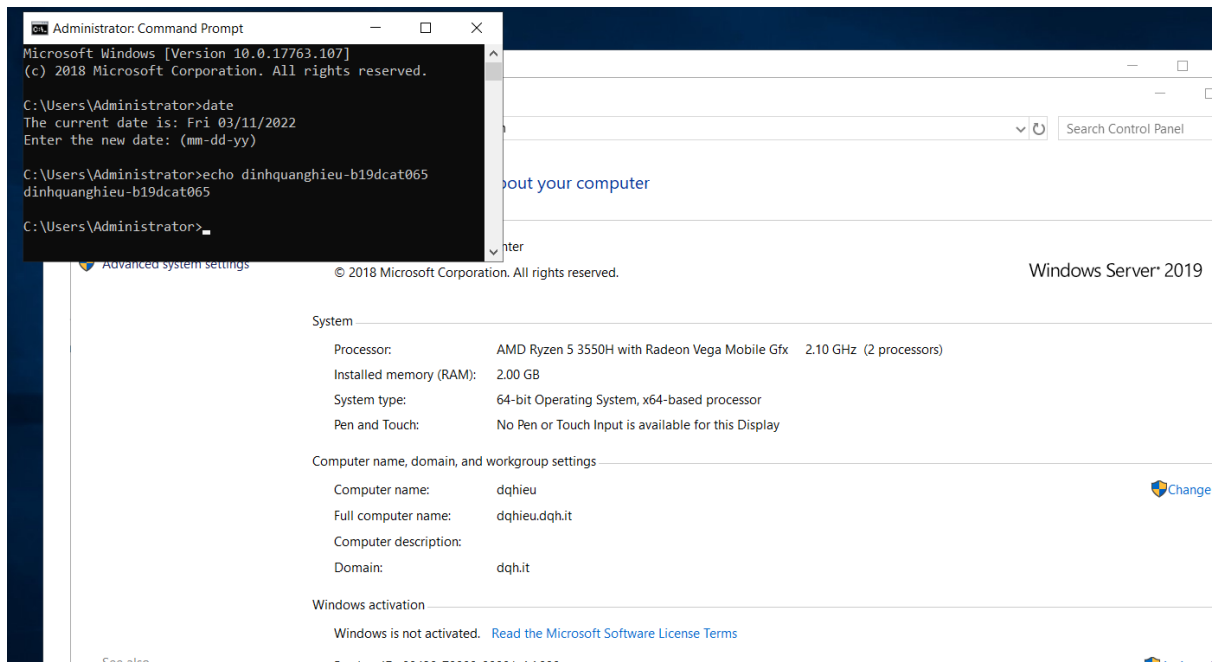 Administrator: Command Prompt
Microsoft Windows [Version 10.0.17763.107]
(c) 2018 Microsoft Corporation. All rights reserved.
C:\Users\Administrator>date
The current date is: Fri 03/11/2022
Enter the new date: (mm-dd-yy)
C:\Users\Administrator>echo dinhquanghieu-b19dcat065
dinhquanghieu-b19dcat065
C:\Users\Administrator>
Search Control Panel
bout your computer
nter
Advanced system settings
© 2018 Microsoft Corporation. All rights reserved.
Windows Server® 2019
System
Processor: AMD Ryzen 5 3550H with Radeon Vega Mobile Gfx 2.10 GHz (2 processors)
Installed memory (RAM): 2.00 GB
System type: 64-bit Operating System, x64-based processor
Pen and Touch: No Pen or Touch Input is available for this Display
Computer name, domain, and workgroup settings
Computer name: dqhieu
Change
Full computer name: dqhieu.dqh.it
Computer description:
Domain: dqh.it
Windows activation
Windows is not activated. Read the Microsoft Software License Terms
See also